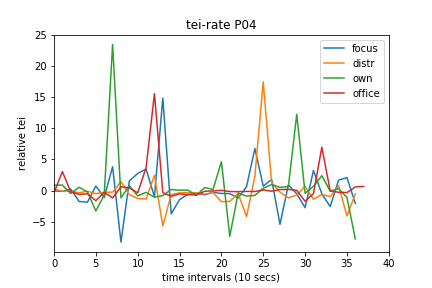 tei-rate P04
relative tei
25
20
15
10
5
0
−5
0 5 10 15 20 25 30 35 40
time intervals (10 secs)
focus
distr
own
office